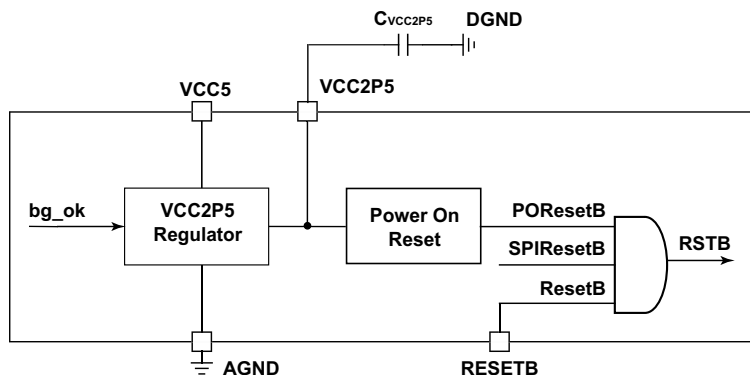 CVCC2P5
DGND
VCC5
VCC2P5
bg_ok
VCC2P5
Regulator
Power On
Reset
POResetB
SPIResetB
ResetB
RSTB
AGND
RESETB